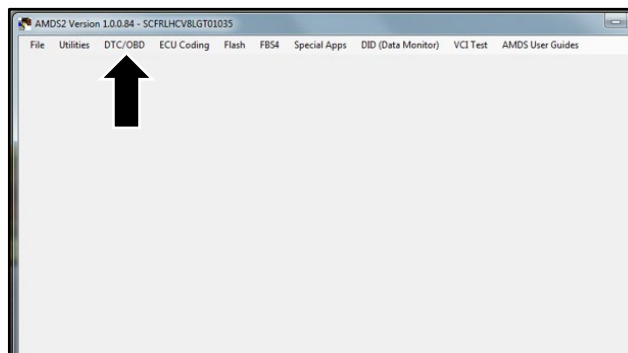 AMDS2 Version 1.0.0.84 - SCFRLHCV8LGT01035
File Utilities DTC/OBD ECU Coding Flash FBS4 Special Apps DID (Data Monitor) VCI Test AMDS User Guides